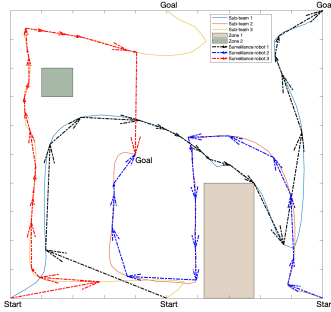 Goal
Goal
Sub-team 1
Sub-team 2
Sub-team 3
Zone 1
Zone 2
Surveillance robot 1
Surveillance robot 2
Surveillance robot 3
Goal
Start
Start
Start